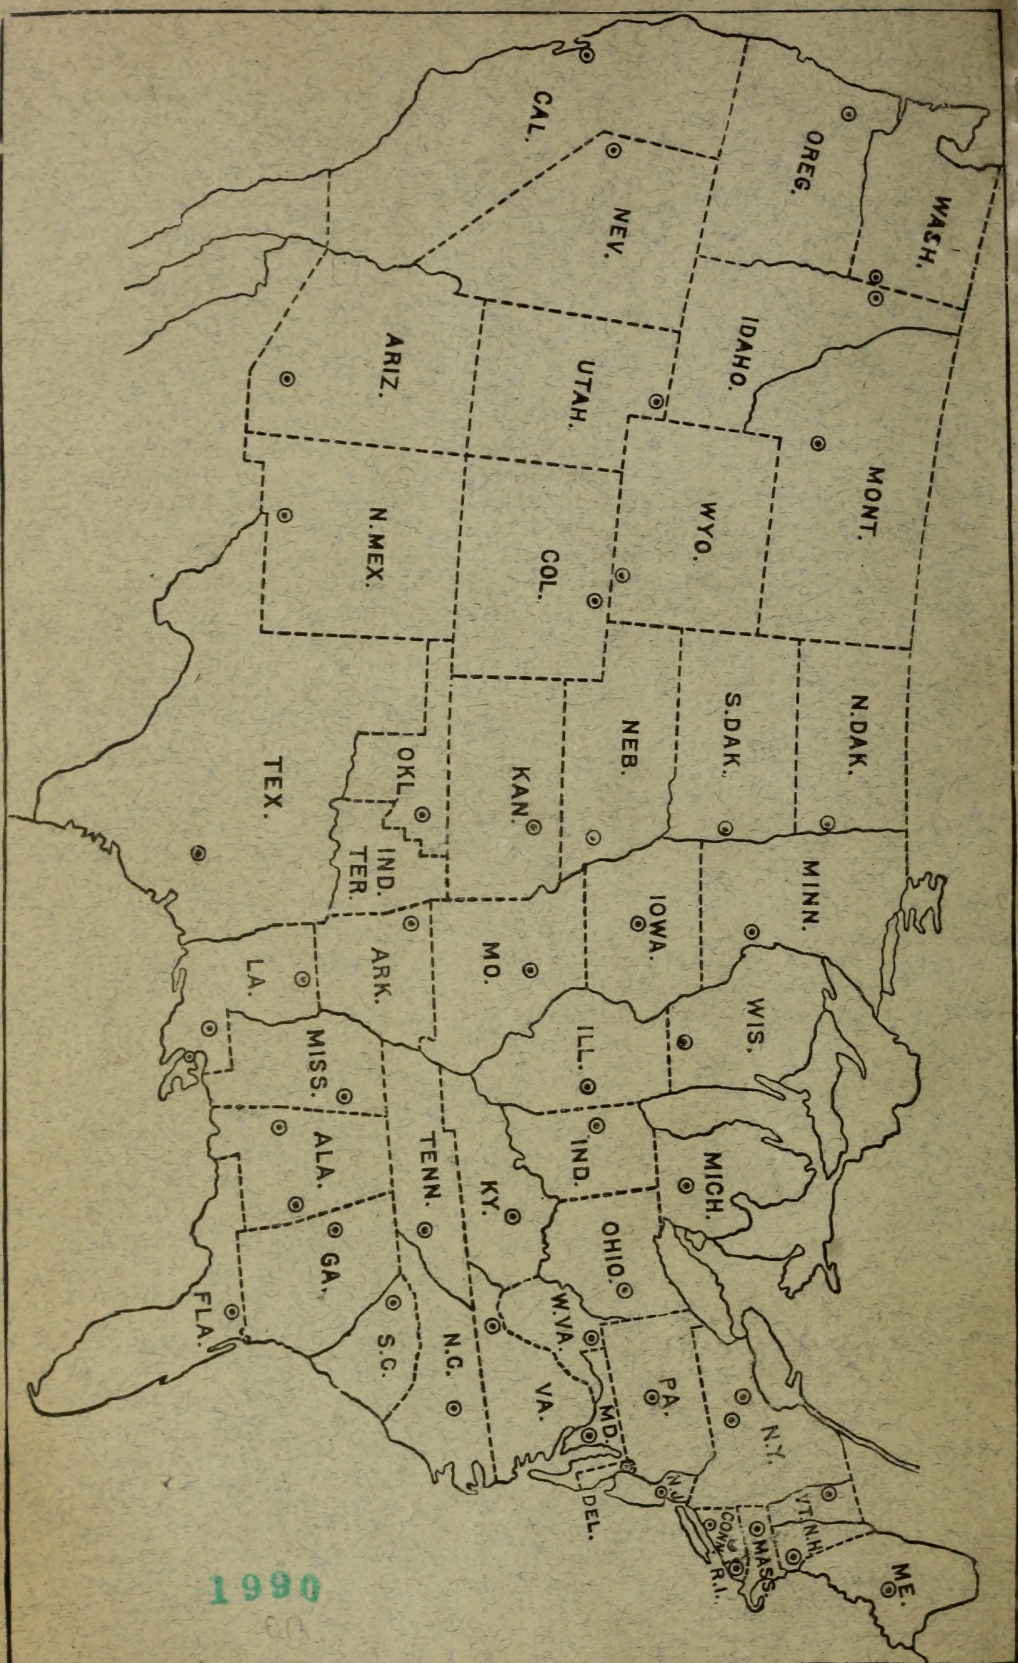 WASH.
OREG.
CAL.
NEV.
IDAHO.
MONT.
WYO.
UTAH.
ARIZ.
COL.
N.MEX.
N.DAK.
S.DAK.
NEB.
KAN.
OKL.
IND.
TER.
TEX.
MINN.
IOWA.
MO.
ARK.
LA.
WIS.
ILL.
MICH.
IND.
OHIO.
KY.
TENN.
MISS.
ALA.
GA.
FLA.
S.C.
N.C.
VA.
W.VA.
MD.
DEL.
PA.
N.J.
N.Y.
VT.
N.H.
MASS.
CONN.
R.I.
ME.
1990